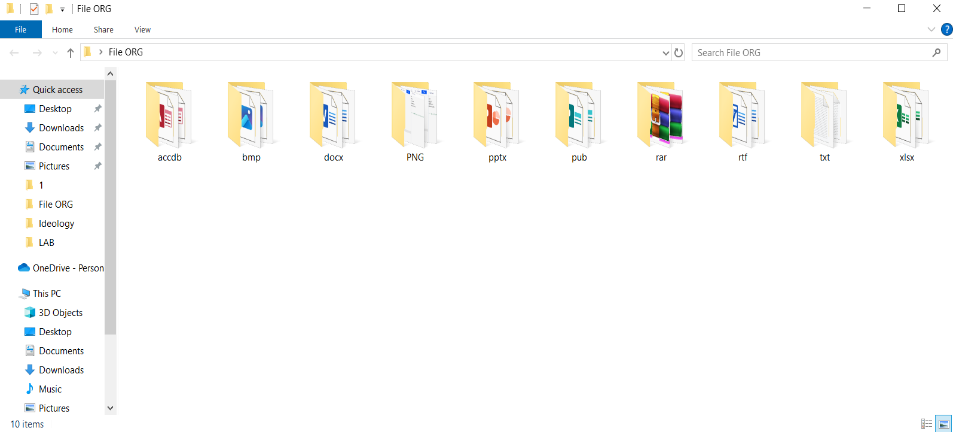 File ORG
File Home Share View
File ORG
Search File ORG
Quick access
Desktop
Downloads
Documents
Pictures
1
File ORG
Ideology
LAB
OneDrive - Person
This PC
3D Objects
Desktop
Documents
Downloads
Music
Pictures
accdb bmp docx PNG pptx pub rar rtf txt xlsx
10 items